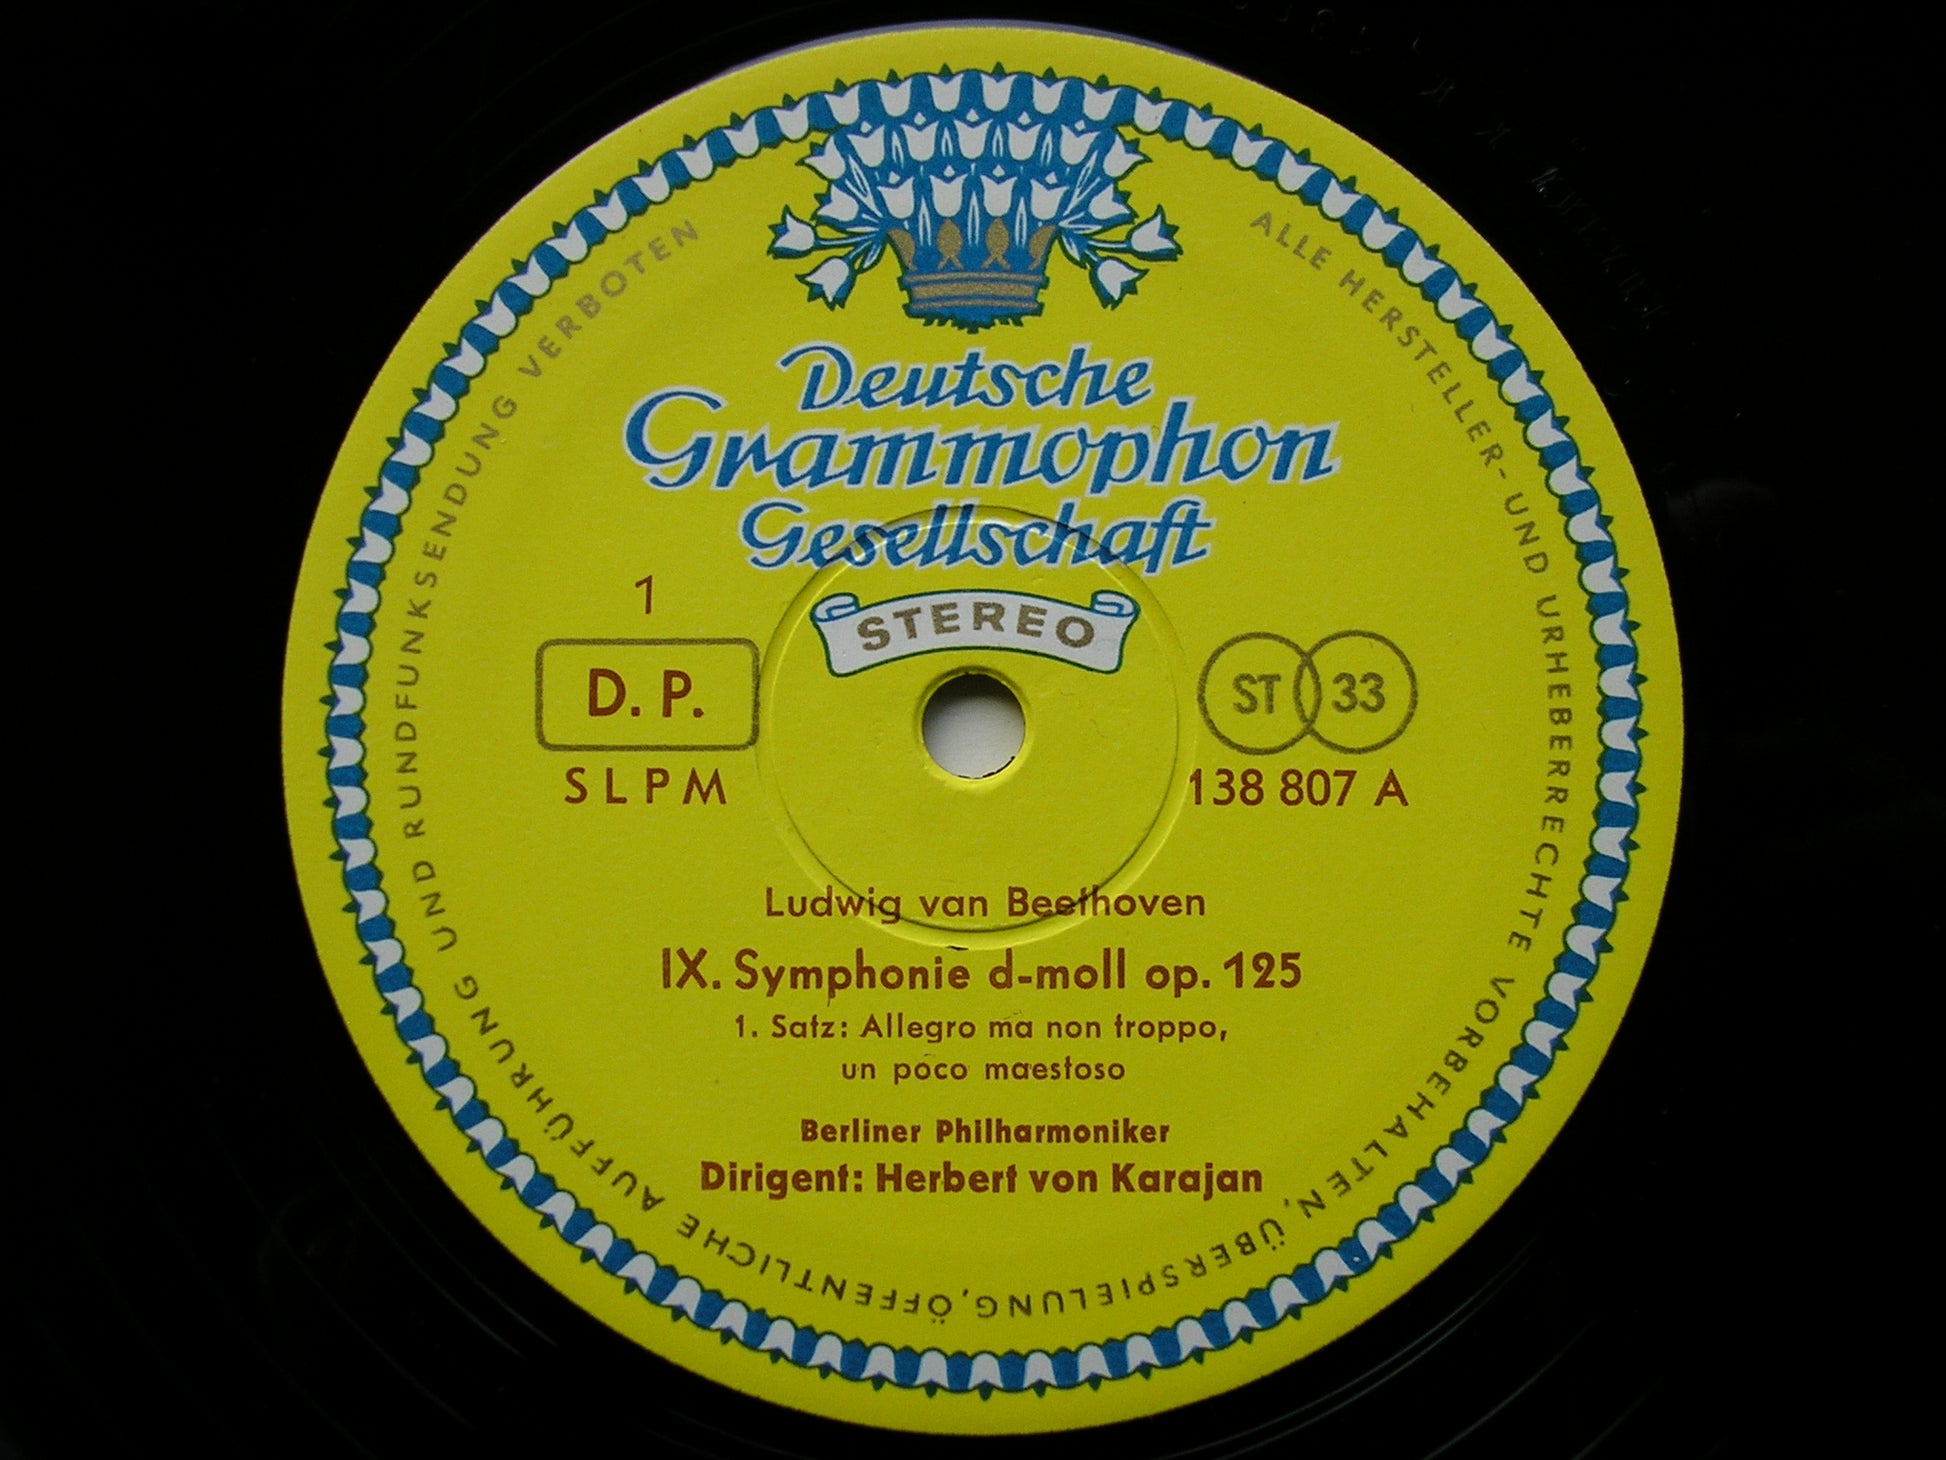 Deutsche
Grammophon
Gesellschaft
STEREO
1
D. P.
SLPM
ST 33
138 807 A
Ludwig van Beethoven
IX. Symphonie d-moll op. 125
1. Satz: Allegro ma non troppo,
un poco maestoso
Berliner Philharmoniker
Dirigent: Herbert von Karajan
ALLE HERSTELLER- UND URHEBERRECHTE VORBEHALTEN, ÜBERSPIELUNG, ÖFFENTLICHE AUFFÜHRUNG UND RUNDFUNKSENDUNG VERBOTEN